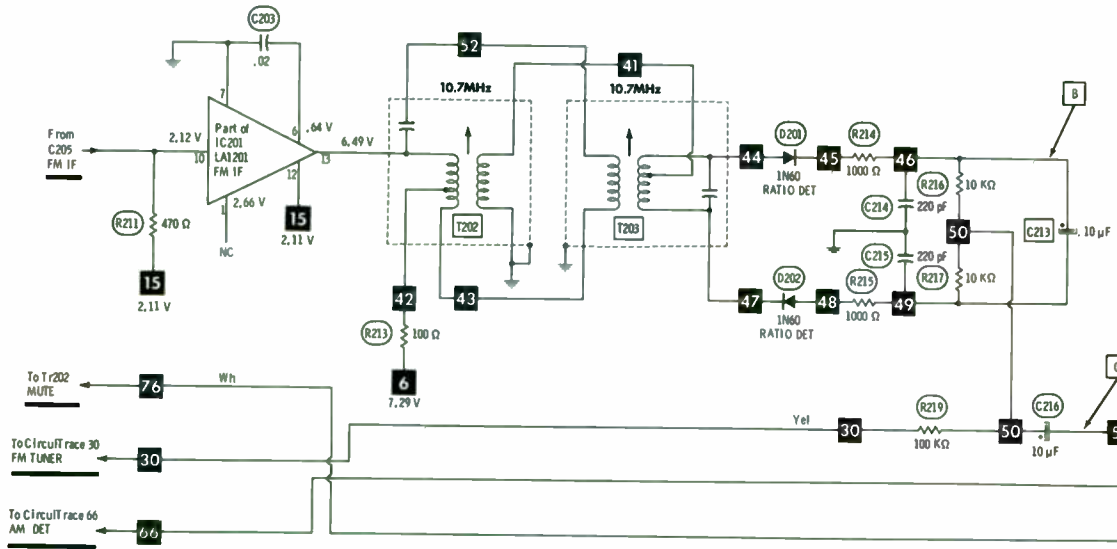 C203
.02
52
41
10.7MHz
10.7MHz
B
7
From
C205
FM IF
2.12 V
10
Part of
IC201
LA1201
FM IF
6
.64 V
6.49 V
13
12
1
2.66 V
NC
15
2.11 V
R211
470 Ω
15
2.11 V
T202
T203
44
D201
1N60
RATIO DET
45
R214
1000 Ω
46
R216
10 KΩ
C214
220 pF
50
C213
10 µF
C215
220 pF
R217
10 KΩ
47
D202
1N60
RATIO DET
48
R215
1000 Ω
49
42
43
R213
100 Ω
6
7.29 V
To Tr202
MUTE
76
Wh
To CircuiTrace 30
FM TUNER
30
Yel
30
R219
100 KΩ
50
C216
10 µF
To CircuiTrace 66
AM DET
66